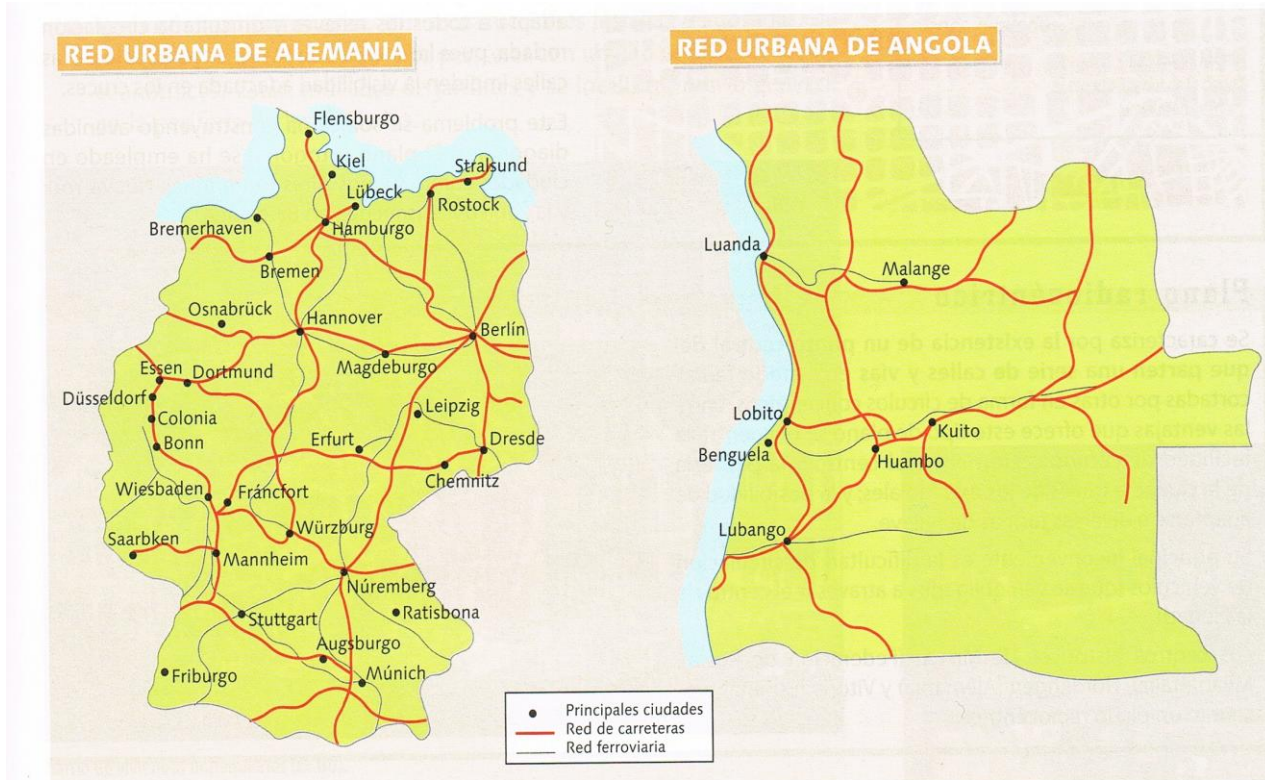 RED URBANA DE ALEMANIA
Flensburgo
Kiel
Stralsund
Lübeck
Rostock
Bremerhaven
Hamburgo
Bremen
Osnabrück
Hannover
Berlín
Magdeburgo
Essen
Dortmund
Düsseldorf
Leipzig
Colonia
Bonn
Erfurt
Dresde
Chemnitz
Wiesbaden
Fráncfort
Würzburg
Saarbken
Mannheim
Núremberg
Stuttgart
Ratisbona
Augsburgo
Friburgo
Múnich
Principales ciudades
Red de carreteras
Red ferroviaria
RED URBANA DE ANGOLA
Luanda
Malange
Lobito
Kuito
Benguela
Huambo
Lubango